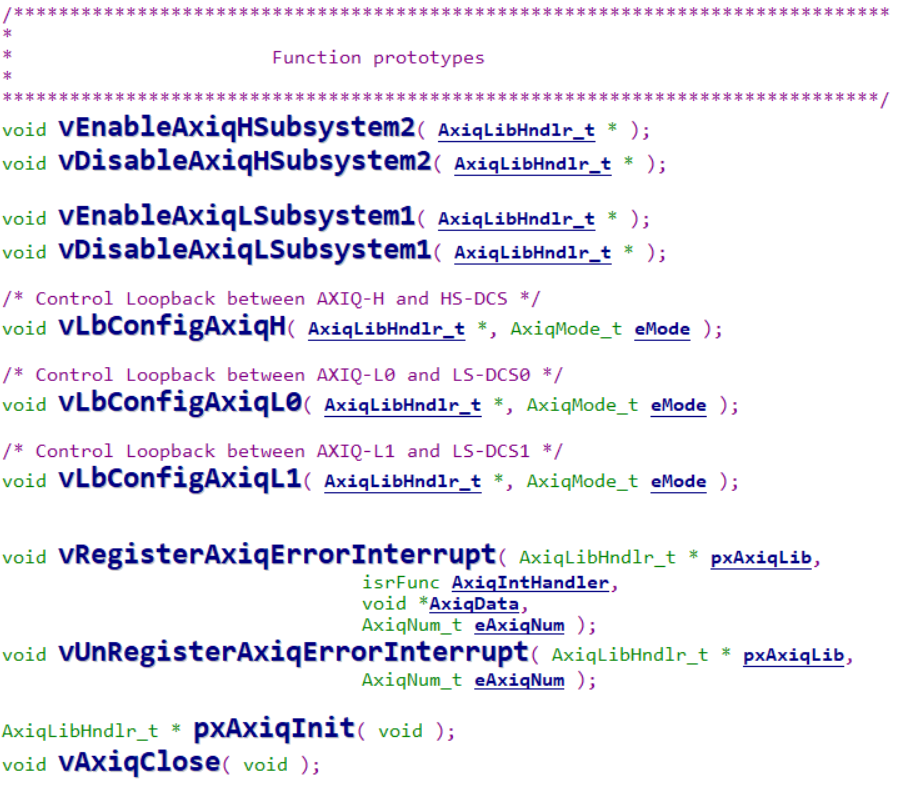 /******************************************************************************
*
*                        Function prototypes
*
******************************************************************************/
void vEnableAxiqHSubsystem2( AxiqLibHndlr_t * );
void vDisableAxiqHSubsystem2( AxiqLibHndlr_t * );
void vEnableAxiqLSubsystem1( AxiqLibHndlr_t * );
void vDisableAxiqLSubsystem1( AxiqLibHndlr_t * );
/* Control Loopback between AXIQ-H and HS-DCS */
void vLbConfigAxiqH( AxiqLibHndlr_t *, AxiqMode_t eMode );
/* Control Loopback between AXIQ-L0 and LS-DCS0 */
void vLbConfigAxiqL0( AxiqLibHndlr_t *, AxiqMode_t eMode );
/* Control Loopback between AXIQ-L1 and LS-DCS1 */
void vLbConfigAxiqL1( AxiqLibHndlr_t *, AxiqMode_t eMode );
void vRegisterAxiqErrorInterrupt( AxiqLibHndlr_t * pxAxiqLib,
isrFunc AxiqIntHandler,
void *AxiqData,
AxiqNum_t eAxiqNum );
void vUnRegisterAxiqErrorInterrupt( AxiqLibHndlr_t * pxAxiqLib,
AxiqNum_t eAxiqNum );
AxiqLibHndlr_t * pxAxiqInit( void );
void vAxiqClose( void );